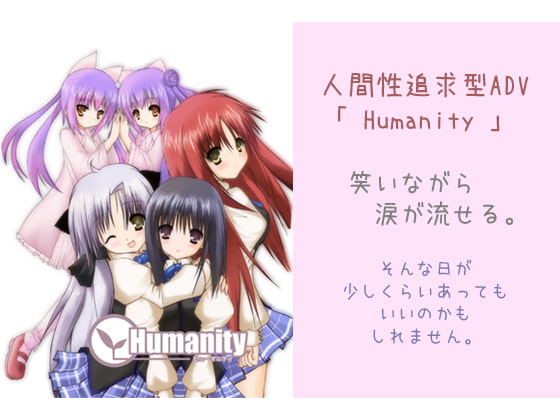 人間性追求型ADV
「 Humanity 」
笑いながら
涙が流せる。
そんな日が
少しくらいあっても
いいのかも
しれません。
Humanity